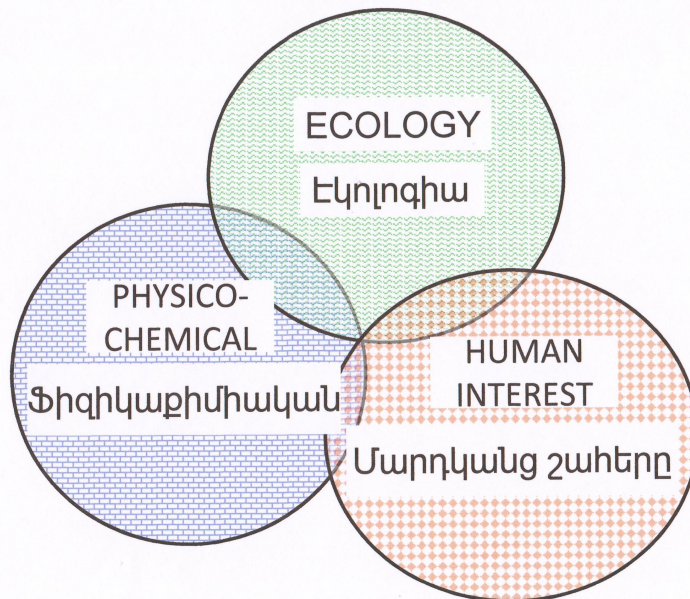 ECOLOGY
Էկոլոգիա
PHYSICO-
CHEMICAL
Ֆիզիկաքիմիական
HUMAN
INTEREST
Մարդկանց շահերը